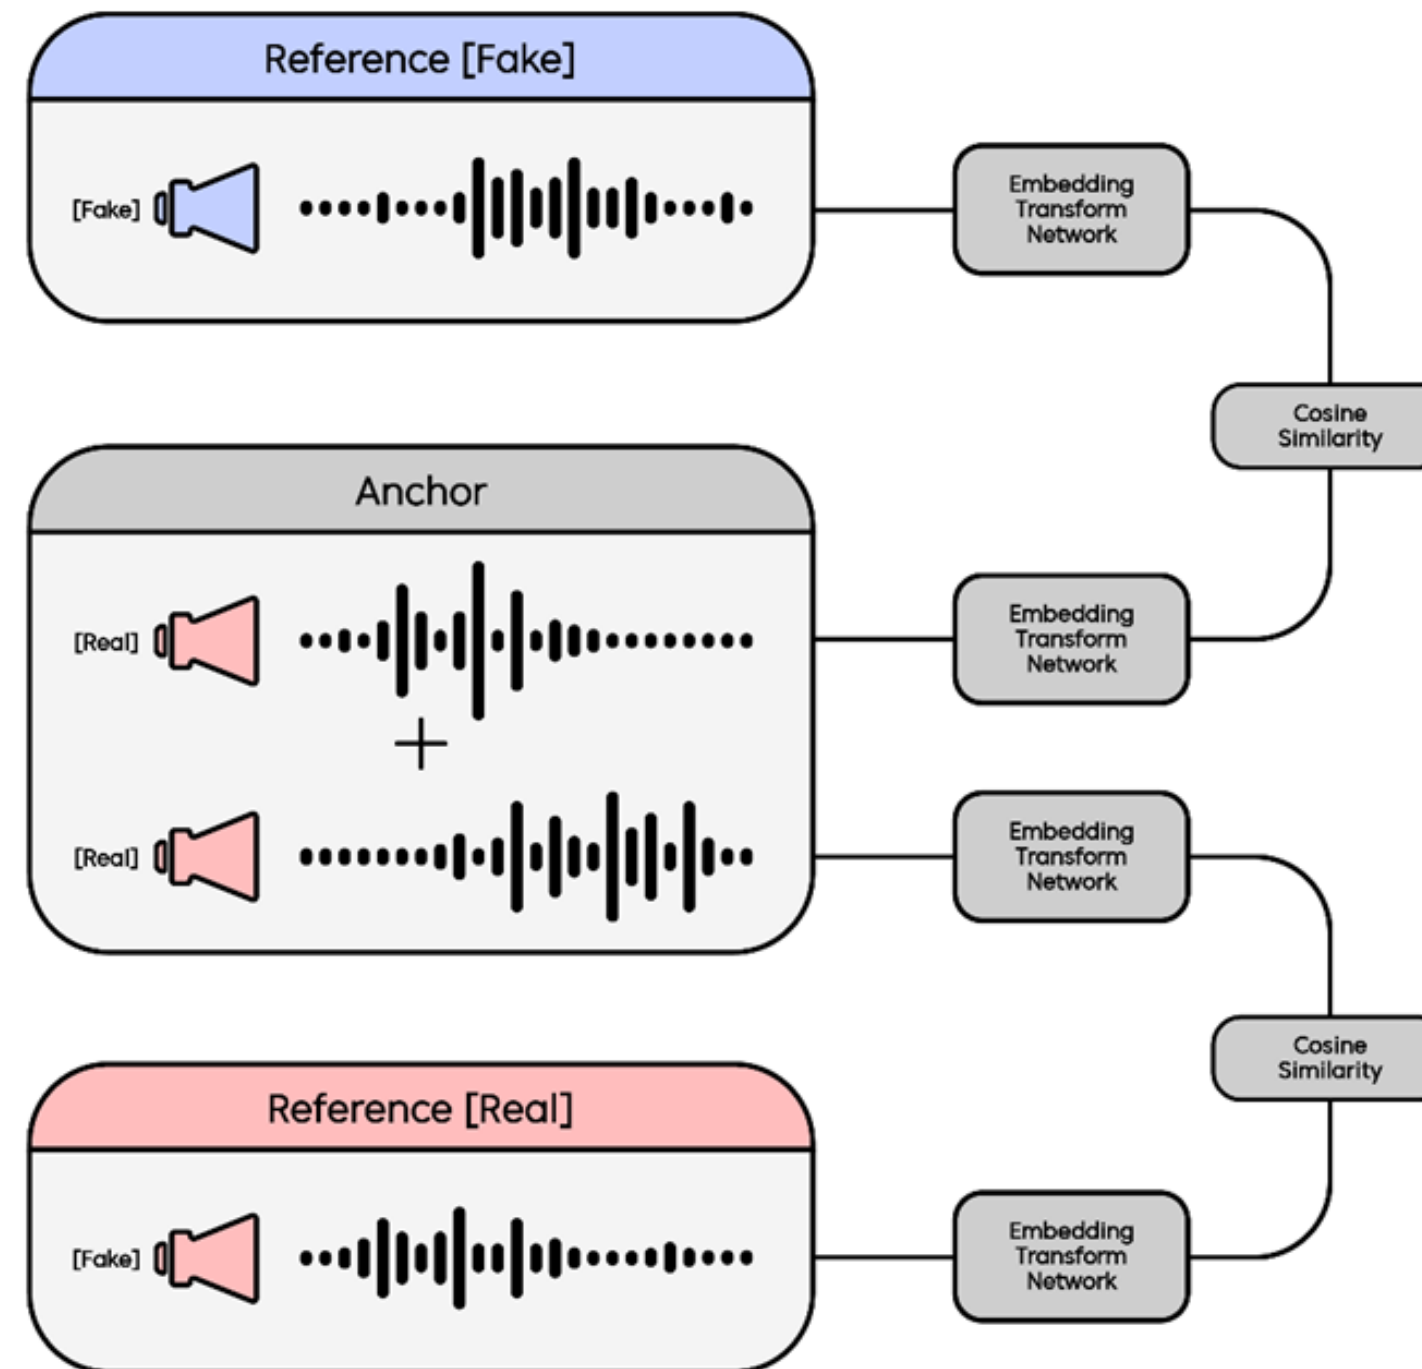 Reference [Fake]
[Fake]
Embedding
Transform
Network
Cosine
Similarity
Anchor
[Real]
Embedding
Transform
Network
[Real]
Embedding
Transform
Network
Cosine
Similarity
Reference [Real]
[Fake]
Embedding
Transform
Network